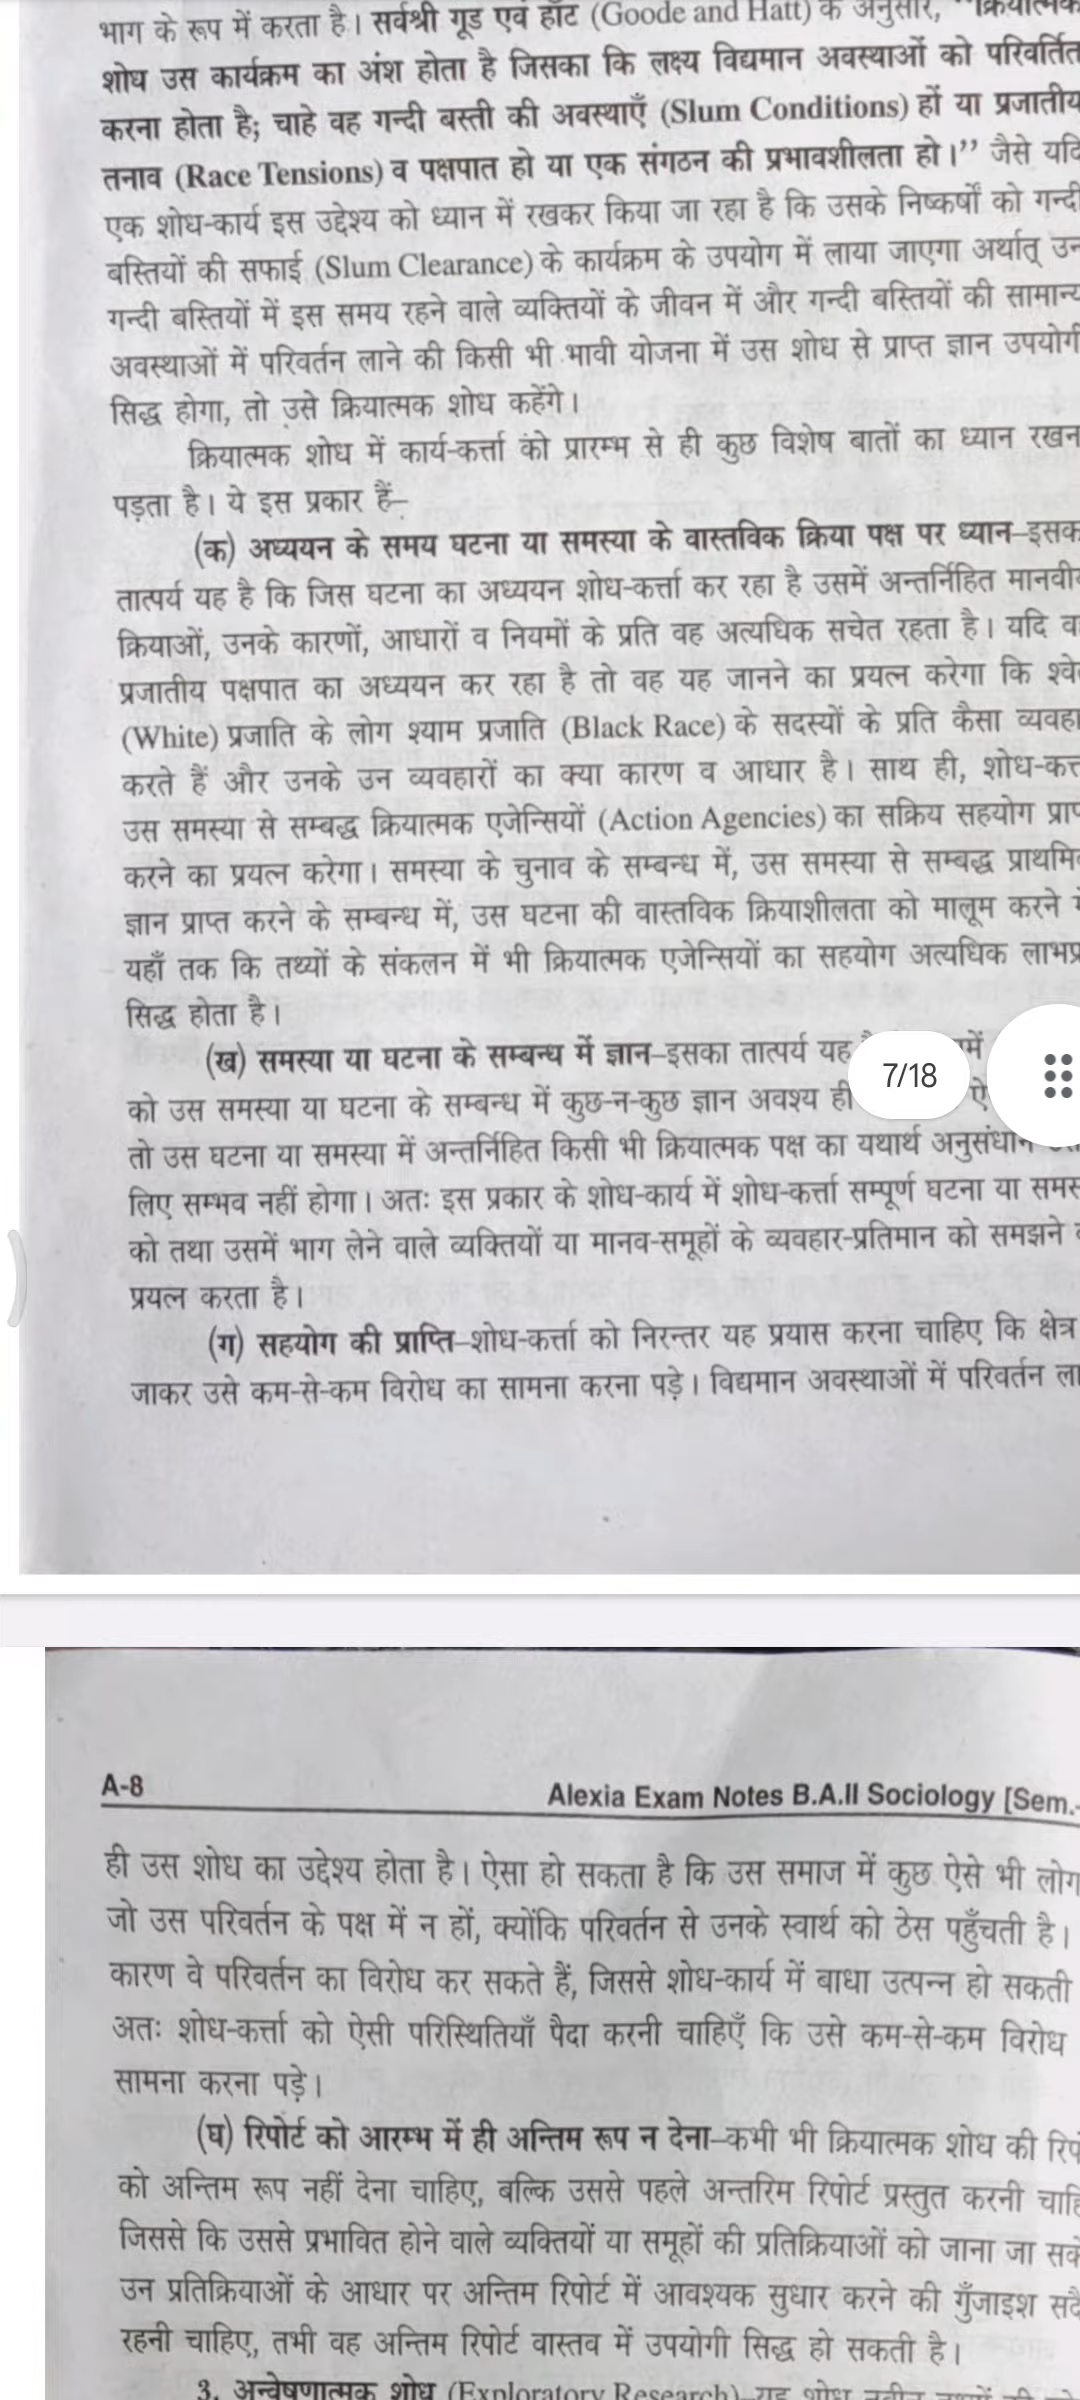 भाग के रूप में करता है। सर्वश्री गूड एवं हॉट (Goode and Hatt) के अनुसार, "क्रियात्मक
शोध उस कार्यक्रम का अंश होता है जिसका कि लक्ष्य विद्यमान अवस्थाओं को परिवर्तित
करना होता है; चाहे वह गन्दी बस्ती की अवस्थाएँ (Slum Conditions) हों या प्रजातीय
तनाव (Race Tensions) व पक्षपात हो या एक संगठन की प्रभावशीलता हो।'' जैसे यदि
एक शोध-कार्य इस उद्देश्य को ध्यान में रखकर किया जा रहा है कि उसके निष्कर्षों को गन्दी
बस्तियों की सफाई (Slum Clearance) के कार्यक्रम के उपयोग में लाया जाएगा अर्थात् उन
गन्दी बस्तियों में इस समय रहने वाले व्यक्तियों के जीवन में और गन्दी बस्तियों की सामान्य
अवस्थाओं में परिवर्तन लाने की किसी भी भावी योजना में उस शोध से प्राप्त ज्ञान उपयोगी
सिद्ध होगा, तो उसे क्रियात्मक शोध कहेंगे।
क्रियात्मक शोध में कार्य-कर्त्ता को प्रारम्भ से ही कुछ विशेष बातों का ध्यान रखन
पड़ता है। ये इस प्रकार हैं–
(क) अध्ययन के समय घटना या समस्या के वास्तविक क्रिया पक्ष पर ध्यान–इसक
तात्पर्य यह है कि जिस घटना का अध्ययन शोध-कर्त्ता कर रहा है उसमें अन्तर्निहित मानवी
क्रियाओं, उनके कारणों, आधारों व नियमों के प्रति वह अत्यधिक सचेत रहता है। यदि व
प्रजातीय पक्षपात का अध्ययन कर रहा है तो वह यह जानने का प्रयत्न करेगा कि श्वे
(White) प्रजाति के लोग श्याम प्रजाति (Black Race) के सदस्यों के प्रति कैसा व्यवहा
करते हैं और उनके उन व्यवहारों का क्या कारण व आधार है। साथ ही, शोध-कर्त्त
उस समस्या से सम्बद्ध क्रियात्मक एजेन्सियों (Action Agencies) का सक्रिय सहयोग प्राप
करने का प्रयत्न करेगा। समस्या के चुनाव के सम्बन्ध में, उस समस्या से सम्बद्ध प्राथमि
ज्ञान प्राप्त करने के सम्बन्ध में, उस घटना की वास्तविक क्रियाशीलता को मालूम करने
यहाँ तक कि तथ्यों के संकलन में भी क्रियात्मक एजेन्सियों का सहयोग अत्यधिक लाभप्र
सिद्ध होता है।
(ख) समस्या या घटना के सम्बन्ध में ज्ञान–इसका तात्पर्य यह
7/18
को उस समस्या या घटना के सम्बन्ध में कुछ-न-कुछ ज्ञान अवश्य ही ऐ
तो उस घटना या समस्या में अन्तर्निहित किसी भी क्रियात्मक पक्ष का यथार्थ अनुसंधान
लिए सम्भव नहीं होगा। अतः इस प्रकार के शोध-कार्य में शोध-कर्त्ता सम्पूर्ण घटना या समस
को तथा उसमें भाग लेने वाले व्यक्तियों या मानव-समूहों के व्यवहार-प्रतिमान को समझने
प्रयत्न करता है।
(ग) सहयोग की प्राप्ति–शोध-कर्त्ता को निरन्तर यह प्रयास करना चाहिए कि क्षेत्र
जाकर उसे कम-से-कम विरोध का सामना करना पड़े। विद्यमान अवस्थाओं में परिवर्तन ला
A-8 Alexia Exam Notes B.A.II Sociology [Sem.-
ही उस शोध का उद्देश्य होता है। ऐसा हो सकता है कि उस समाज में कुछ ऐसे भी लोग
जो उस परिवर्तन के पक्ष में न हों, क्योंकि परिवर्तन से उनके स्वार्थ को ठेस पहुँचती है।
कारण वे परिवर्तन का विरोध कर सकते हैं, जिससे शोध-कार्य में बाधा उत्पन्न हो सकती
अतः शोध-कर्त्ता को ऐसी परिस्थितियाँ पैदा करनी चाहिएँ कि उसे कम-से-कम विरोध
सामना करना पड़े।
(घ) रिपोर्ट को आरम्भ में ही अन्तिम रूप न देना–कभी भी क्रियात्मक शोध की रिप
को अन्तिम रूप नहीं देना चाहिए, बल्कि उससे पहले अन्तरिम रिपोर्ट प्रस्तुत करनी चाहि
जिससे कि उससे प्रभावित होने वाले व्यक्तियों या समूहों की प्रतिक्रियाओं को जाना जा सके
उन प्रतिक्रियाओं के आधार पर अन्तिम रिपोर्ट में आवश्यक सुधार करने की गुँजाइश सदै
रहनी चाहिए, तभी वह अन्तिम रिपोर्ट वास्तव में उपयोगी सिद्ध हो सकती है।
3. अन्वेषणात्मक शोध (Exploratory Research)–यह शोध